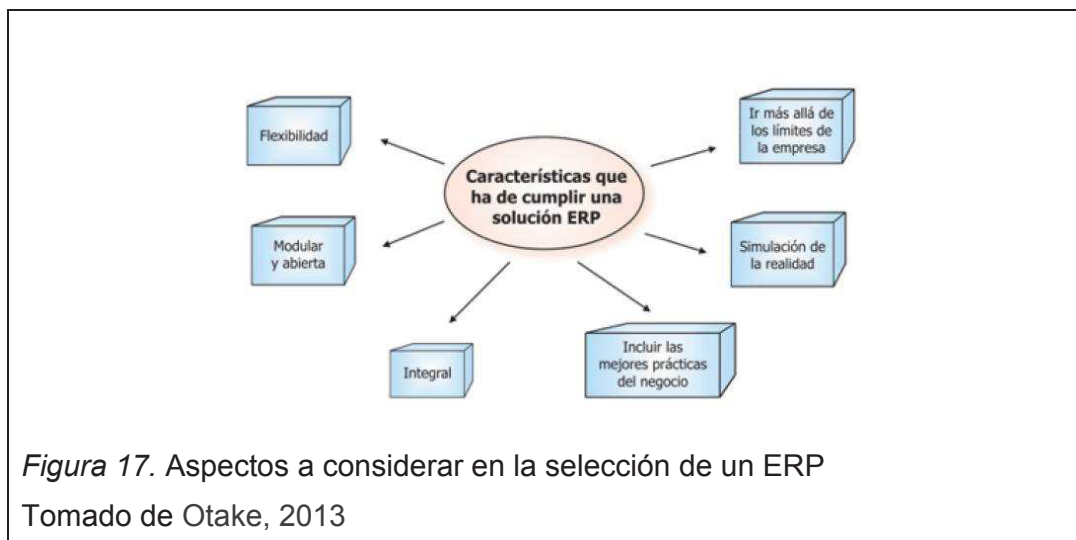 Flexibilidad
Ir más allá de
los límites de
la empresa
Características que
ha de cumplir una
solución ERP
Modular
y abierta
Simulación de
la realidad
Integral
Incluir las
mejores prácticas
del negocio
Figura 17. Aspectos a considerar en la selección de un ERP
Tomado de Otake, 2013